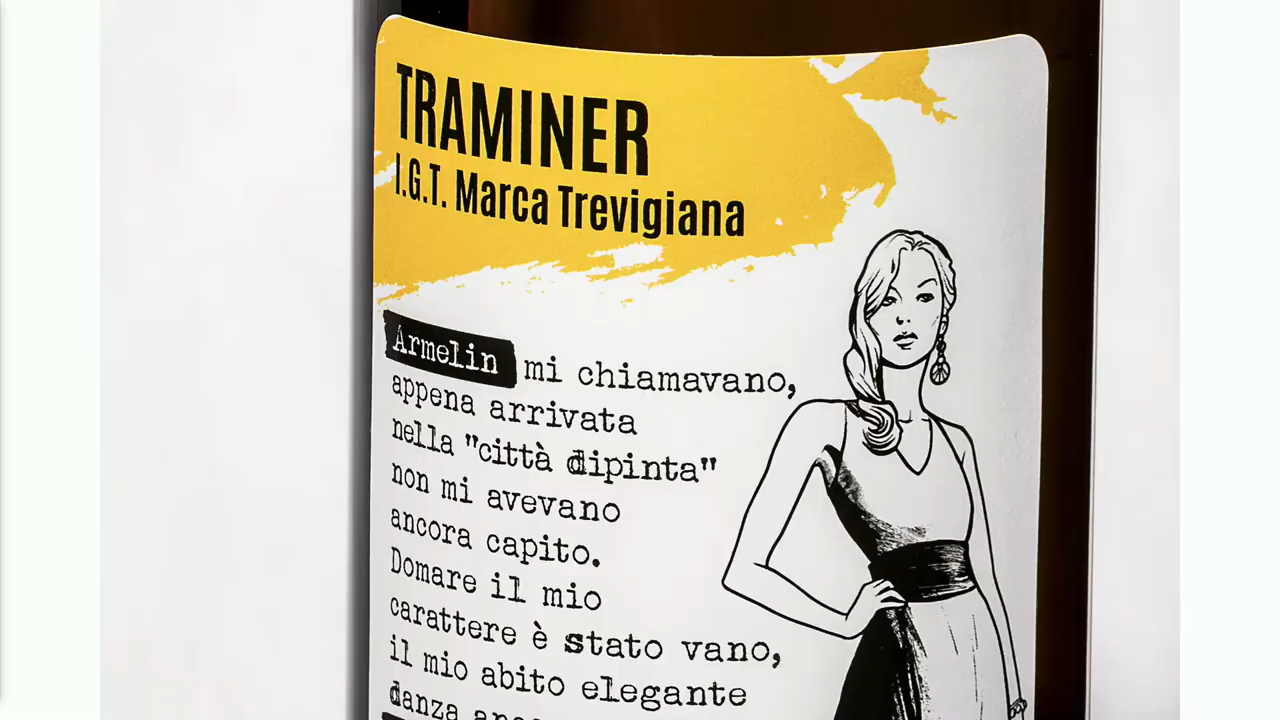 TRAMINER
I.G.T. Marca Trevigiana
Armelin mi chiamavano,
appena arrivata
nella "città dipinta"
non mi avevano
ancora capito.
Domare il mio
carattere è stato vano,
il mio abito elegante
danza